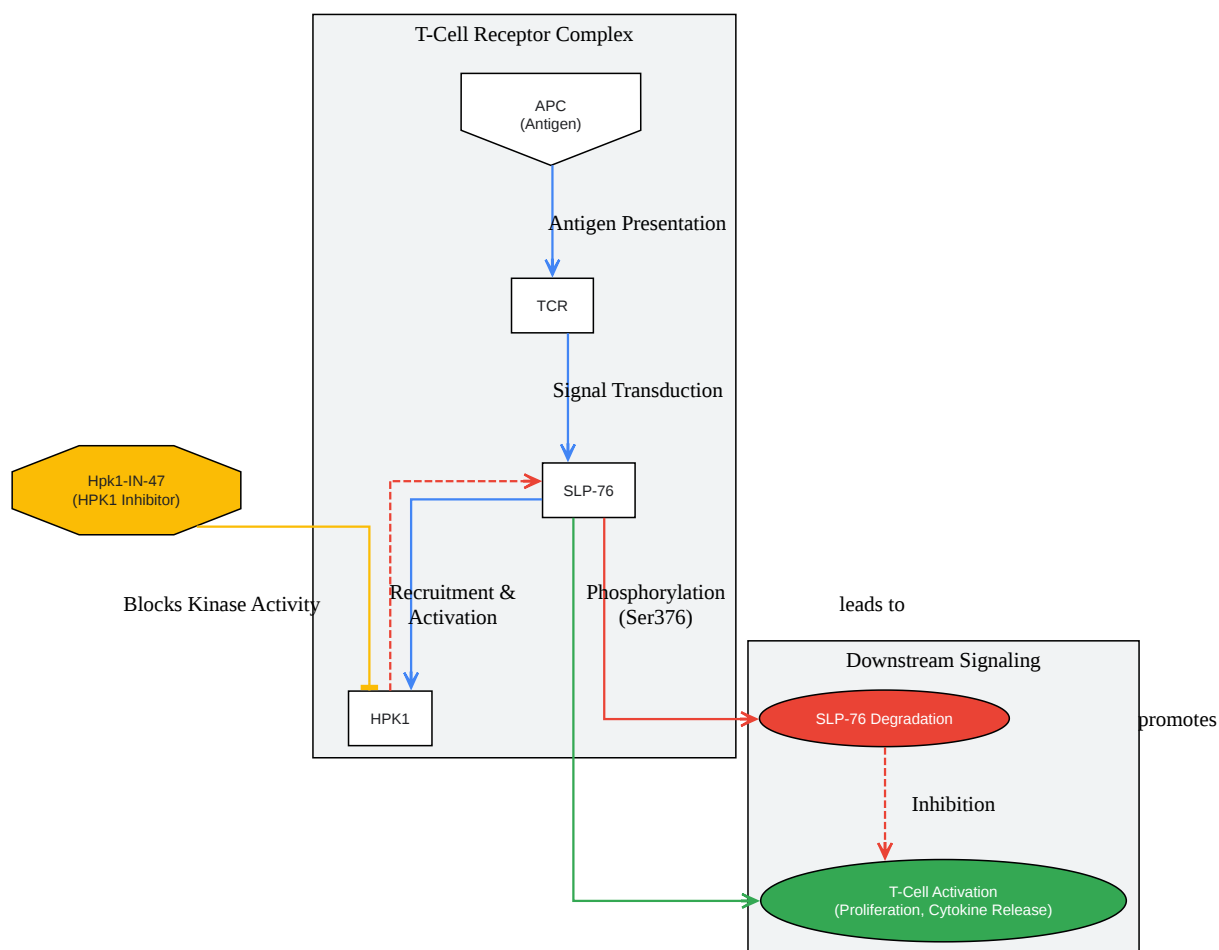 T-Cell Receptor Complex
APC
(Antigen)
Antigen Presentation
TCR
Signal Transduction
Hpk1-IN-47
(HPK1 Inhibitor)
SLP-76
Blocks Kinase Activity
Recruitment &
Activation
Phosphorylation
(Ser376)
leads to
HPK1
Downstream Signaling
SLP-76 Degradation
promotes
Inhibition
T-Cell Activation
(Proliferation, Cytokine Release)